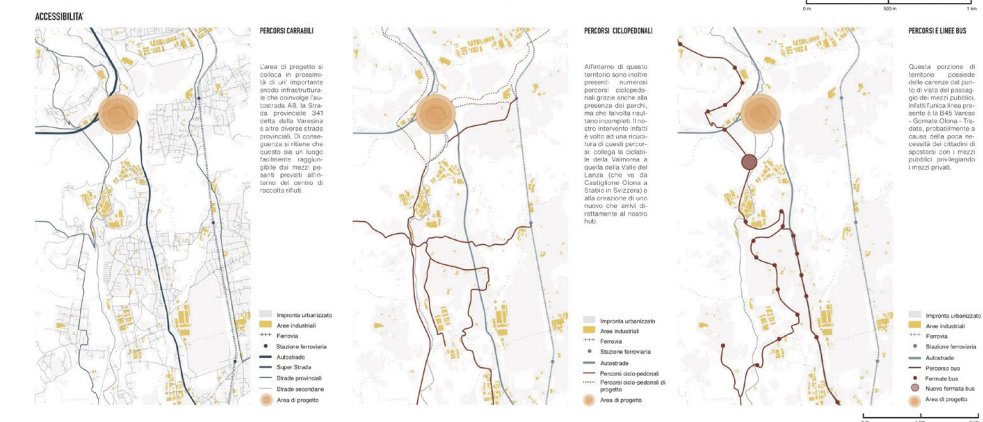 0 m 500 m 1 km
ACCESSIBILITA'
PERCORSI CARRABILI
L'area di progetto si
colloca in prossimi-
tà di un' importante
snodo infrastruttura-
le che coinvolge l'au-
tostrada A8, la Stra-
da provinciale 341
detta della Varesina
e altre diverse strade
provinciali. Di conse-
guenza si ritiene che
questo sia un luogo
facilmente raggiun-
gibile dai mezzi pe-
santi previsti all'in-
terno del centro di
raccolta rifiuti.
Impronta urbanizzato
Aree industriali
Ferrovia
Stazione ferroviaria
Autostrade
Super Strada
Strade provinciali
Strade secondarie
Area di progetto
PERCORSI CICLOPEDONALI
All'interno di questo
territorio sono inoltre
presenti numerosi
percorsi ciclopedo-
nali grazie anche alla
presenza dei parchi,
ma che talvolta risul-
tano incompleti. Il no-
stro intervento infatti
è volto ad una ricuci-
tura di questi percor-
si: collega la ciclabi-
le della Valmorea a
quella della Valle del
Lanza (che va da
Castiglione Olona a
Stabio in Svizzera) e
alla creazione di uno
nuovo che arrivi di-
rettamente al nostro
hub.
Impronta urbanizzato
Aree industriali
Ferrovia
Stazione ferroviaria
Autostrade
Percorsi ciclo-pedonali
Percorsi ciclo-pedonali di
progetto
Area di progetto
PERCORSI E LINEE BUS
Questa porzione di
territorio possiede
delle carenze dal pun-
to di vista del passag-
gio dei mezzi pubblici,
infatti l'unica linea pre-
sente è la B45 Varese
- Gornate Olona - Tra-
date, probabilmente a
causa della poca ne-
cessità dei cittadini di
spostarsi con i mezzi
pubblici privilegiando
i mezzi privati.
Impronta urbanizzato
Aree industriali
Ferrovia
Stazione ferroviaria
Autostrade
Percorso bus
Fermate bus
Nuova fermata bus
Area di progetto